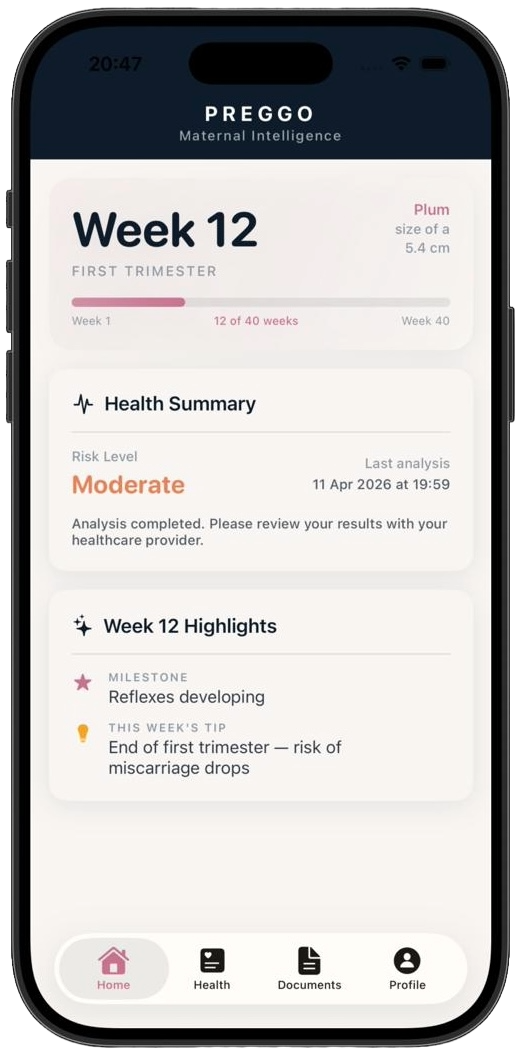 20:47
PREGGO
Maternal Intelligence
Week 12
Plum
size of a
5.4 cm
FIRST TRIMESTER
Week 1
12 of 40 weeks
Week 40
Health Summary
Risk Level
Moderate
Last analysis
11 Apr 2026 at 19:59
Analysis completed. Please review your results with your
healthcare provider.
Week 12 Highlights
MILESTONE
Reflexes developing
THIS WEEK'S TIP
End of first trimester — risk of
miscarriage drops
Home
Health
Documents
Profile